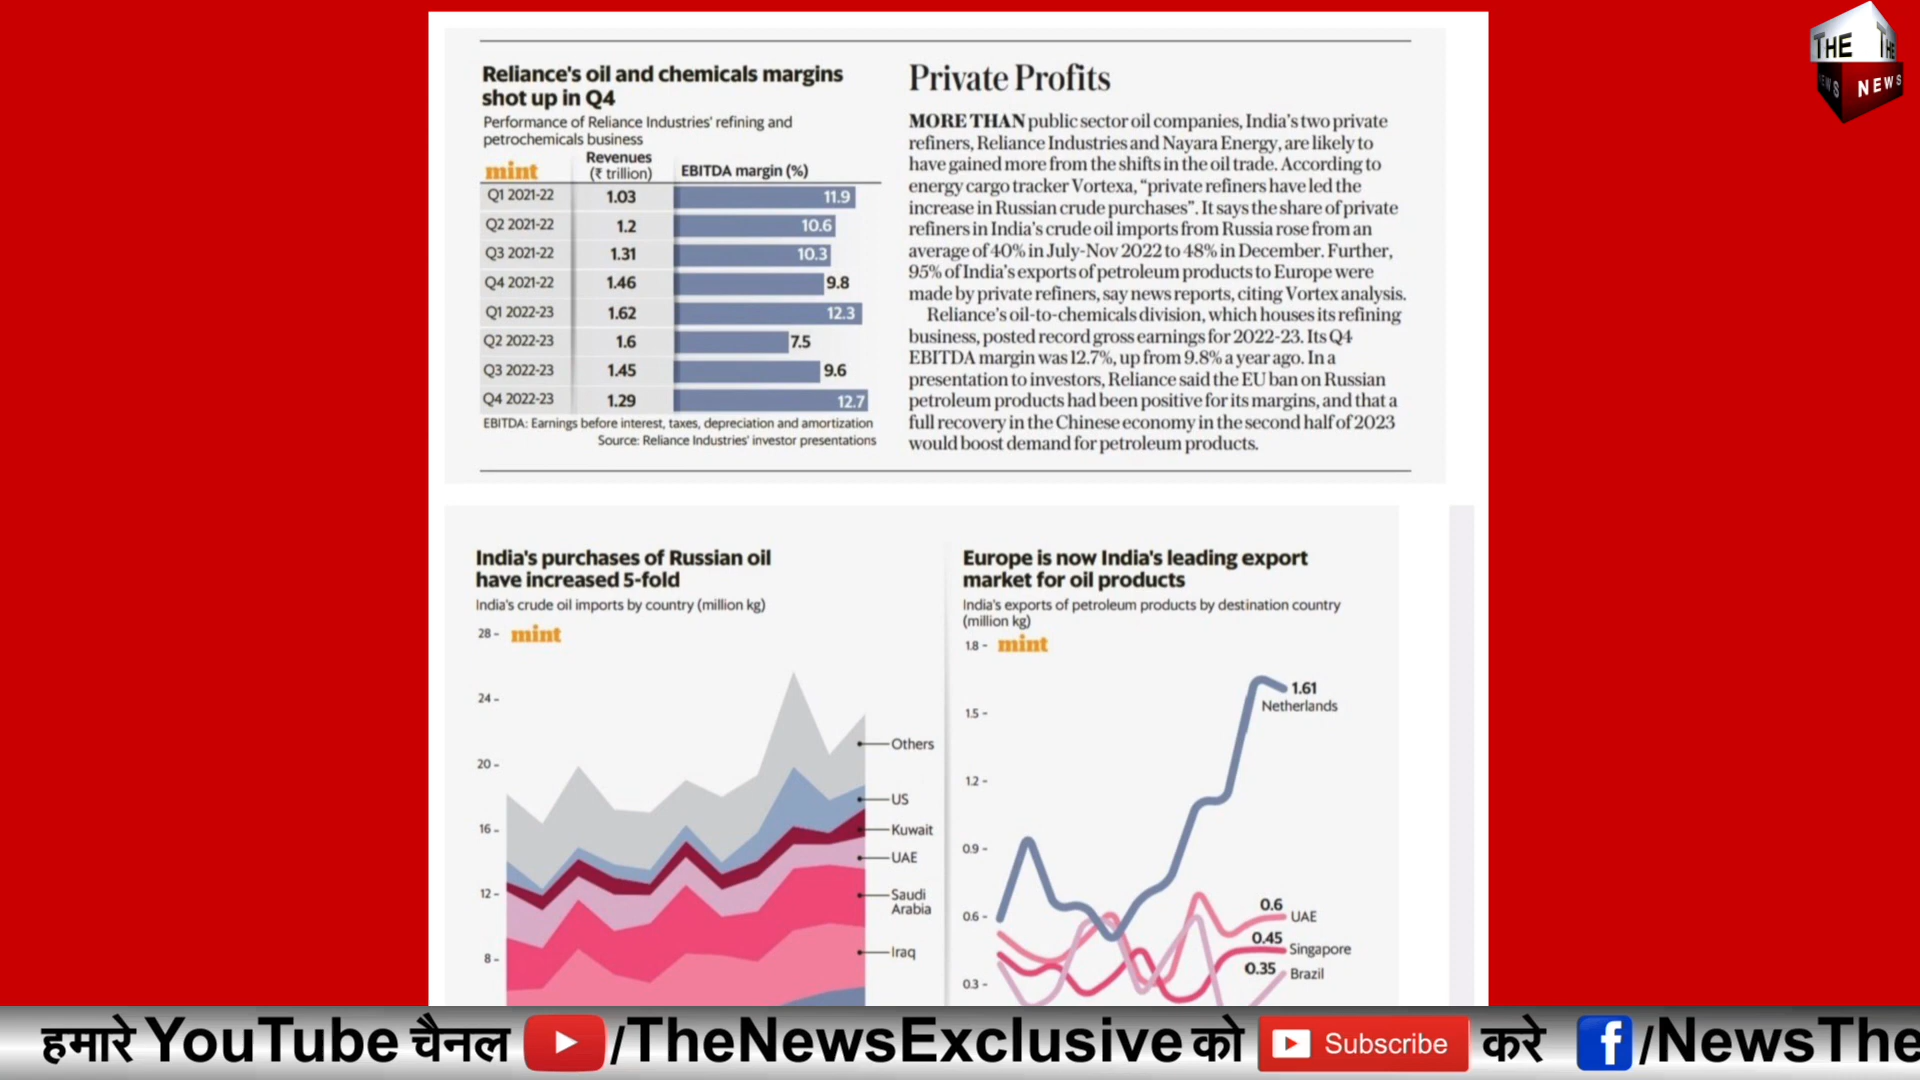 THE
THE
NEWS
NEWS
Reliance's oil and chemicals margins
shot up in Q4
Performance of Reliance Industries' refining and
petrochemicals business
mint
Revenues
(₹ trillion)
EBITDA margin (%)
Q1 2021-22 1.03 11.9
Q2 2021-22 1.2 10.6
Q3 2021-22 1.31 10.3
Q4 2021-22 1.46 9.8
Q1 2022-23 1.62 12.3
Q2 2022-23 1.6 7.5
Q3 2022-23 1.45 9.6
Q4 2022-23 1.29 12.7
EBITDA: Earnings before interest, taxes, depreciation and amortization
Source: Reliance Industries' investor presentations
Private Profits
MORE THAN public sector oil companies, India's two private
refiners, Reliance Industries and Nayara Energy, are likely to
have gained more from the shifts in the oil trade. According to
energy cargo tracker Vortexa, “private refiners have led the
increase in Russian crude purchases”. It says the share of private
refiners in India's crude oil imports from Russia rose from an
average of 40% in July-Nov 2022 to 48% in December. Further,
95% of India's exports of petroleum products to Europe were
made by private refiners, say news reports, citing Vortex analysis.
Reliance's oil-to-chemicals division, which houses its refining
business, posted record gross earnings for 2022-23. Its Q4
EBITDA margin was 12.7%, up from 9.8% a year ago. In a
presentation to investors, Reliance said the EU ban on Russian
petroleum products had been positive for its margins, and that a
full recovery in the Chinese economy in the second half of 2023
would boost demand for petroleum products.
India's purchases of Russian oil
have increased 5-fold
India's crude oil imports by country (million kg)
28 -
mint
24 -
20 -
16 -
12 -
8 -
Others
US
Kuwait
UAE
Saudi
Arabia
Iraq
Europe is now India's leading export
market for oil products
India's exports of petroleum products by destination country
(million kg)
1.8 -
mint
1.5 -
1.2 -
0.9 -
0.6 -
0.3 -
1.61
Netherlands
0.6
UAE
0.45
Singapore
0.35
Brazil
हमारे YouTube चैनल /TheNewsExclusive को Subscribe करे f/NewsThe